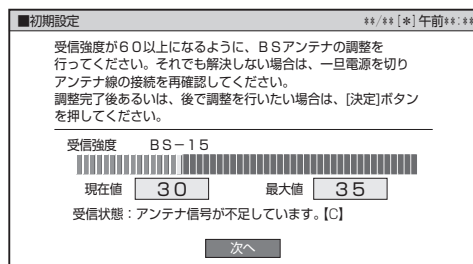 ■初期設定 **/**[*]午前**:**
受信強度が60以上になるように、BSアンテナの調整を
行ってください。それでも解決しない場合は、一旦電源を切り
アンテナ線の接続を再確認してください。
調整完了後あるいは、後で調整を行いたい場合は、[決定]ボタン
を押してください。
受信強度 BS-15
現在値 30 最大値 35
受信状態:アンテナ信号が不足しています。【C】
次へ